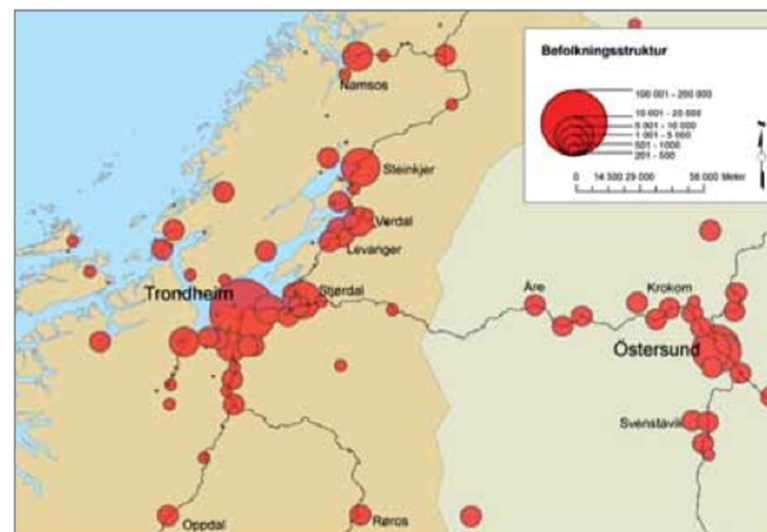 Befolkningsstruktur
100 001 - 200 000
10 001 - 20 000
5 001 - 10 000
1 001 - 5 000
501 - 1000
201 - 500
0 14 500 29 000 58 000 Meter
Namsos
Steinkjer
Verdal
Levanger
Trondheim
Stjørdal
Åre
Krokom
Östersund
Svenstavik
Oppdal
Røros